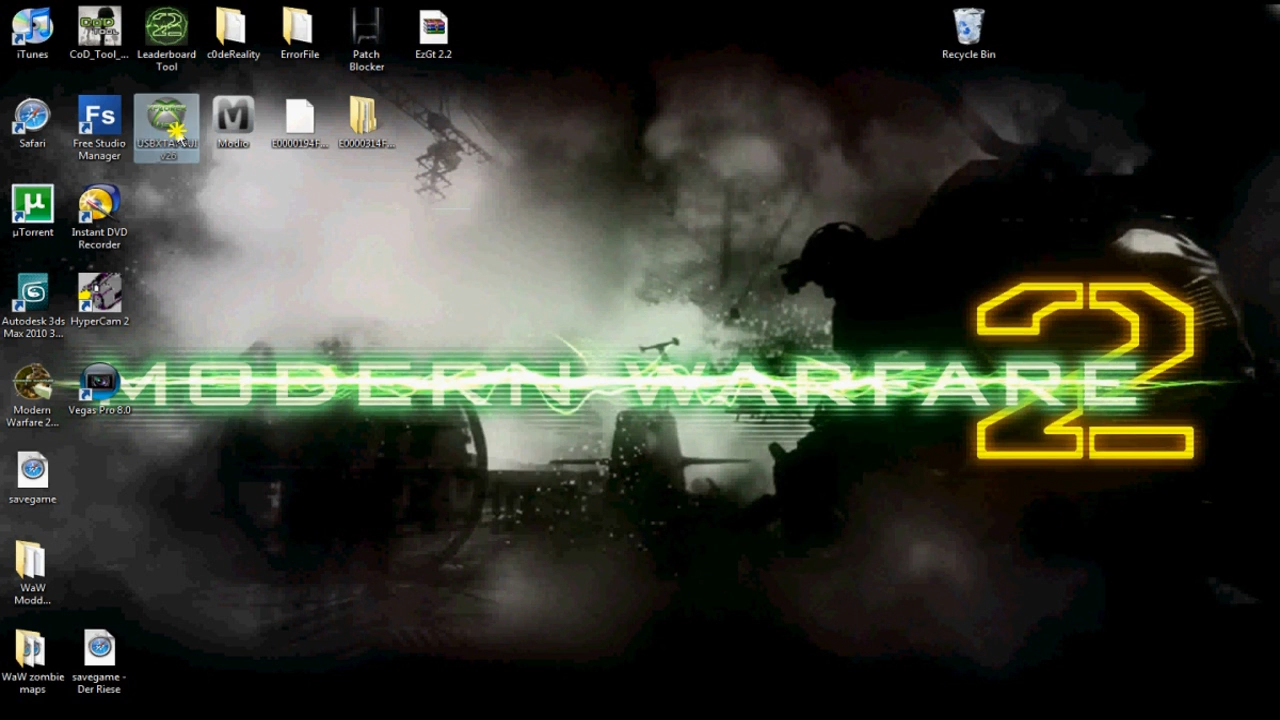 iTunes
CoD_Tool_...
Leaderboard
Tool
c0deReality
ErrorFile
Patch
Blocker
EzGt 2.2
Recycle Bin
Fs
Safari
Free Studio
Manager
v2b
Modio
E0000194F...
E0000314F...
µTorrent
Instant DVD
Recorder
Autodesk 3ds
Max 2010 3...
HyperCam 2
MODERN WARFARE
2
Modern
Warfare 2...
Vegas Pro 8.0
savegame
WaW
Modd...
WaW zombie
maps
savegame -
Der Riese